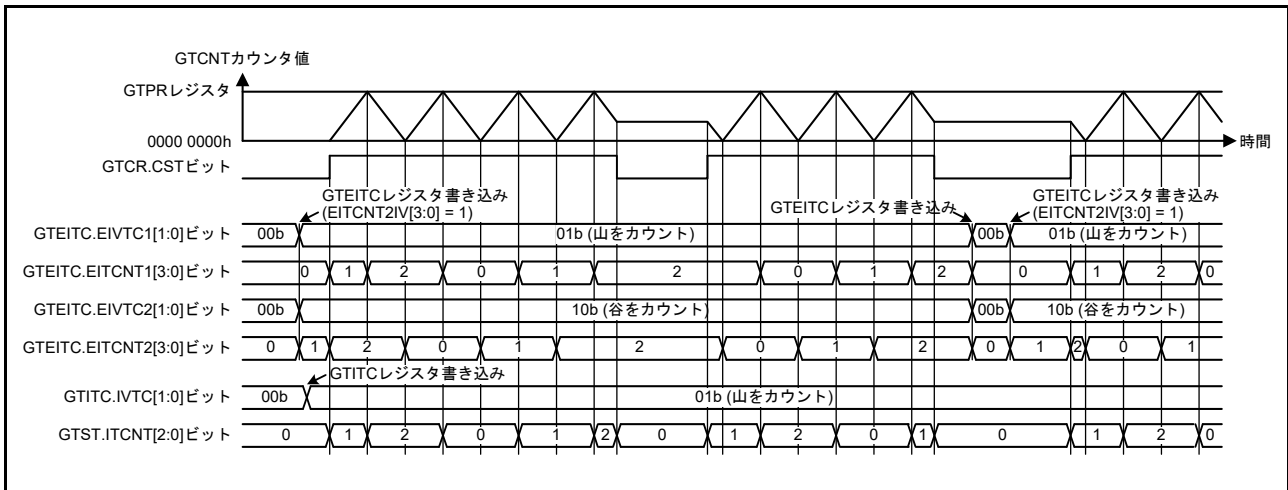 GTCNTカウンタ値
GTPRレジスタ
0000 0000h
時間
GTCR.CSTビット
GTEITCレジスタ書き込み
(EITCNT2IV[3:0] = 1)
GTEITCレジスタ書き込み
GTEITCレジスタ書き込み
(EITCNT2IV[3:0] = 1)
GTEITC.EIVTC1[1:0]ビット 00b 01b (山をカウント) 00b 01b (山をカウント)
GTEITC.EITCNT1[3:0]ビット 0 1 2 0 1 2 0 1 2 0 1 2 0
GTEITC.EIVTC2[1:0]ビット 00b 10b (谷をカウント) 00b 10b (谷をカウント)
GTEITC.EITCNT2[3:0]ビット 0 1 2 0 1 2 0 1 2 0 1 2 0 1
GTITCレジスタ書き込み
GTITC.IVTC[1:0]ビット 00b 01b (山をカウント)
GTST.ITCNT[2:0]ビット 0 1 2 0 1 2 0 1 2 0 1 0 1 2 0